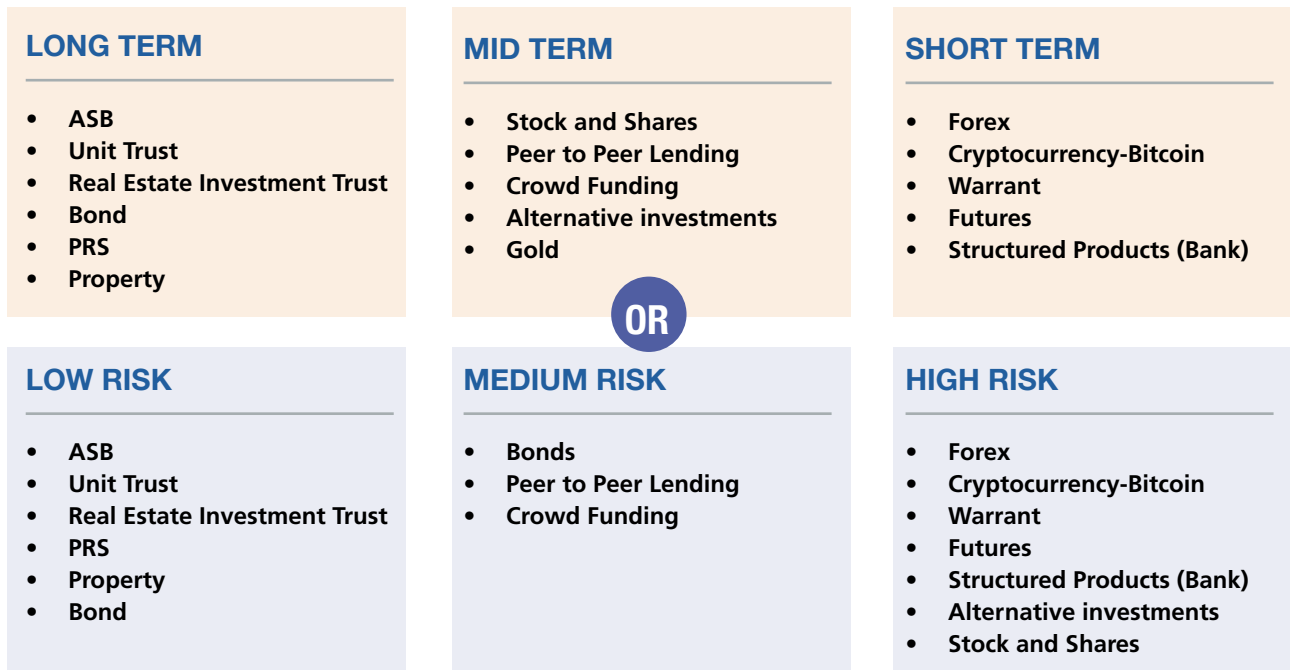 LONG TERM
• ASB
• Unit Trust
• Real Estate Investment Trust
• Bond
• PRS
• Property
MID TERM
• Stock and Shares
• Peer to Peer Lending
• Crowd Funding
• Alternative investments
• Gold
SHORT TERM
• Forex
• Cryptocurrency-Bitcoin
• Warrant
• Futures
• Structured Products (Bank)
OR
LOW RISK
• ASB
• Unit Trust
• Real Estate Investment Trust
• PRS
• Property
• Bond
MEDIUM RISK
• Bonds
• Peer to Peer Lending
• Crowd Funding
HIGH RISK
• Forex
• Cryptocurrency-Bitcoin
• Warrant
• Futures
• Structured Products (Bank)
• Alternative investments
• Stock and Shares